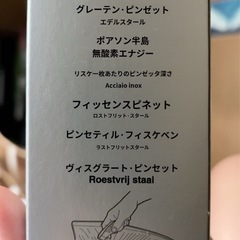 グレーテン・ピンゼット
エデルスタール
ポアソン半島
無酸素エナジー
リスケ一枚あたりのピンゼッタ深さ
Acciaio inox
フィッセンスピネット
ロストフリット・スタール
ピンセティル・フィスケベン
ラストフリットスタール
ヴィスグラート・ピンセット
Roestvrij staal